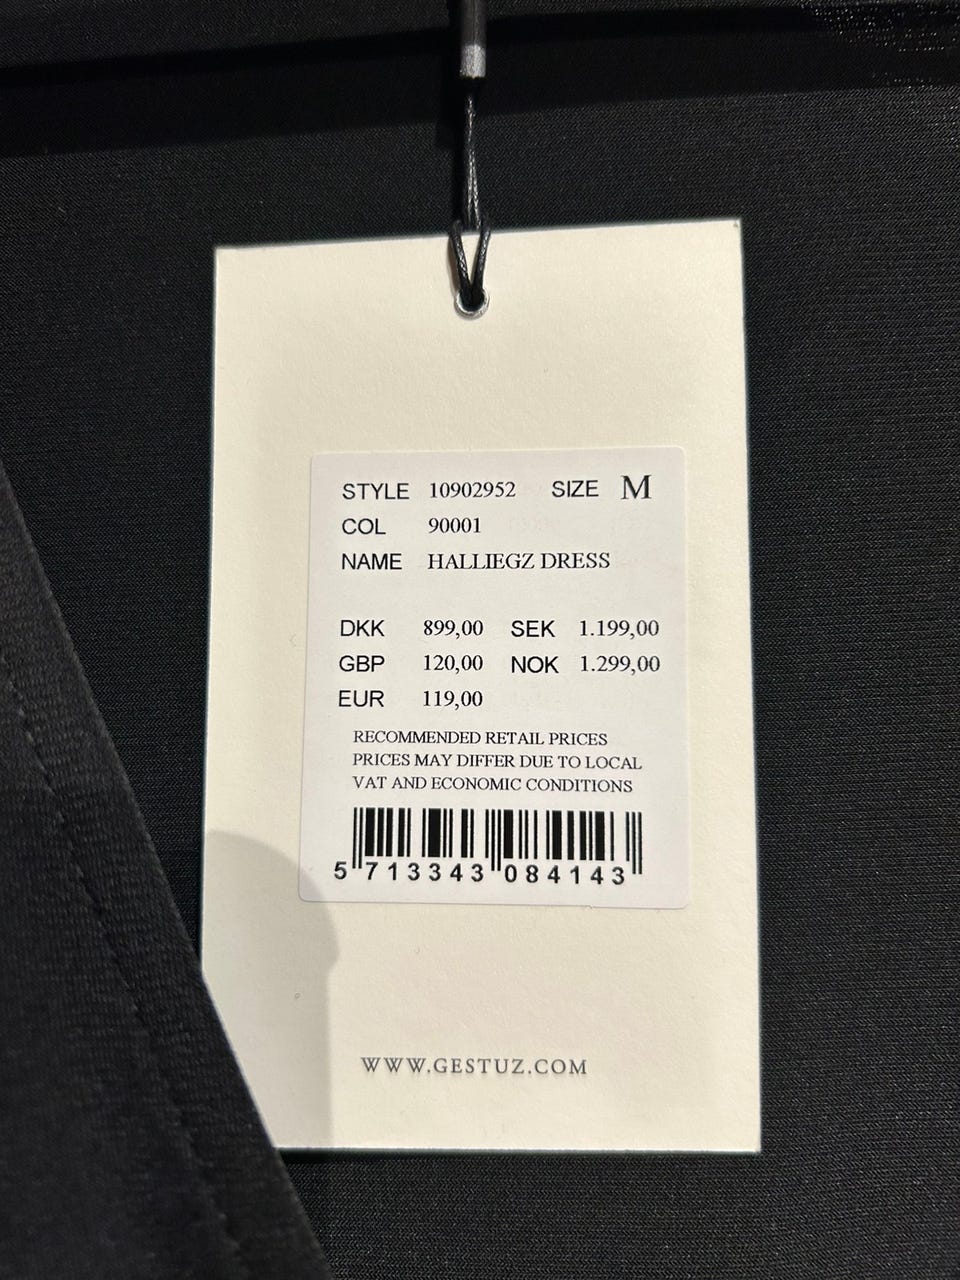 STYLE 10902952 SIZE M
COL 90001
NAME HALLIEGZ DRESS
DKK 899,00 SEK 1.199,00
GBP 120,00 NOK 1.299,00
EUR 119,00
RECOMMENDED RETAIL PRICES
PRICES MAY DIFFER DUE TO LOCAL
VAT AND ECONOMIC CONDITIONS
5 713343 084143
WWW.GESTUZ.COM